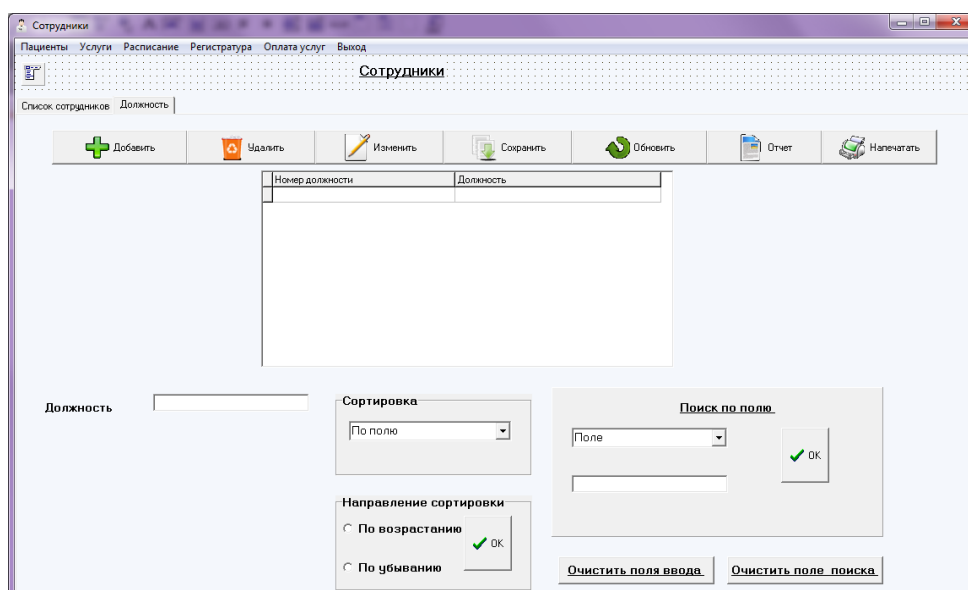 Сотрудники
Пациенты Услуги Расписание Регистратура Оплата услуг Выход
Сотрудники
Список сотрудников Должность
Добавить Удалить Изменить Сохранить Обновить Отчет Напечатать
Номер должности Должность
Должность
Сортировка
По полю
Направление сортировки
По возрастанию
OK
По убыванию
Поиск по полю
Поле
OK
Очистить поля ввода Очистить поле поиска